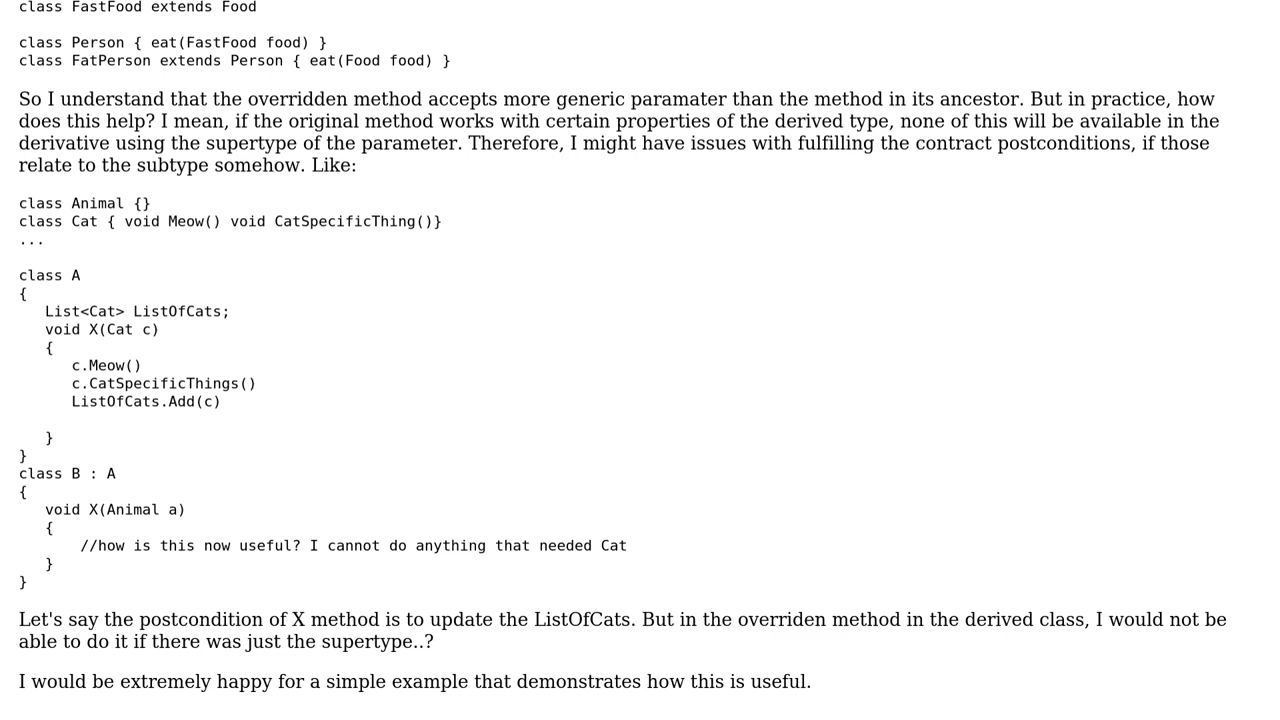 class FastFood extends Food

class Person { eat(FastFood food) }
class FatPerson extends Person { eat(Food food) }

So I understand that the overridden method accepts more generic paramater than the method in its ancestor. But in practice, how
does this help? I mean, if the original method works with certain properties of the derived type, none of this will be available in the
derivative using the supertype of the parameter. Therefore, I might have issues with fulfilling the contract postconditions, if those
relate to the subtype somehow. Like:

class Animal {}
class Cat { void Meow() void CatSpecificThing()}
...

class A
{
   List<Cat> ListOfCats;
   void X(Cat c)
   {
      c.Meow()
      c.CatSpecificThings()
      ListOfCats.Add(c)

   }
}
class B : A
{
   void X(Animal a)
   {
       //how is this now useful? I cannot do anything that needed Cat
   }
}

Let's say the postcondition of X method is to update the ListOfCats. But in the overriden method in the derived class, I would not be
able to do it if there was just the supertype..?

I would be extremely happy for a simple example that demonstrates how this is useful.